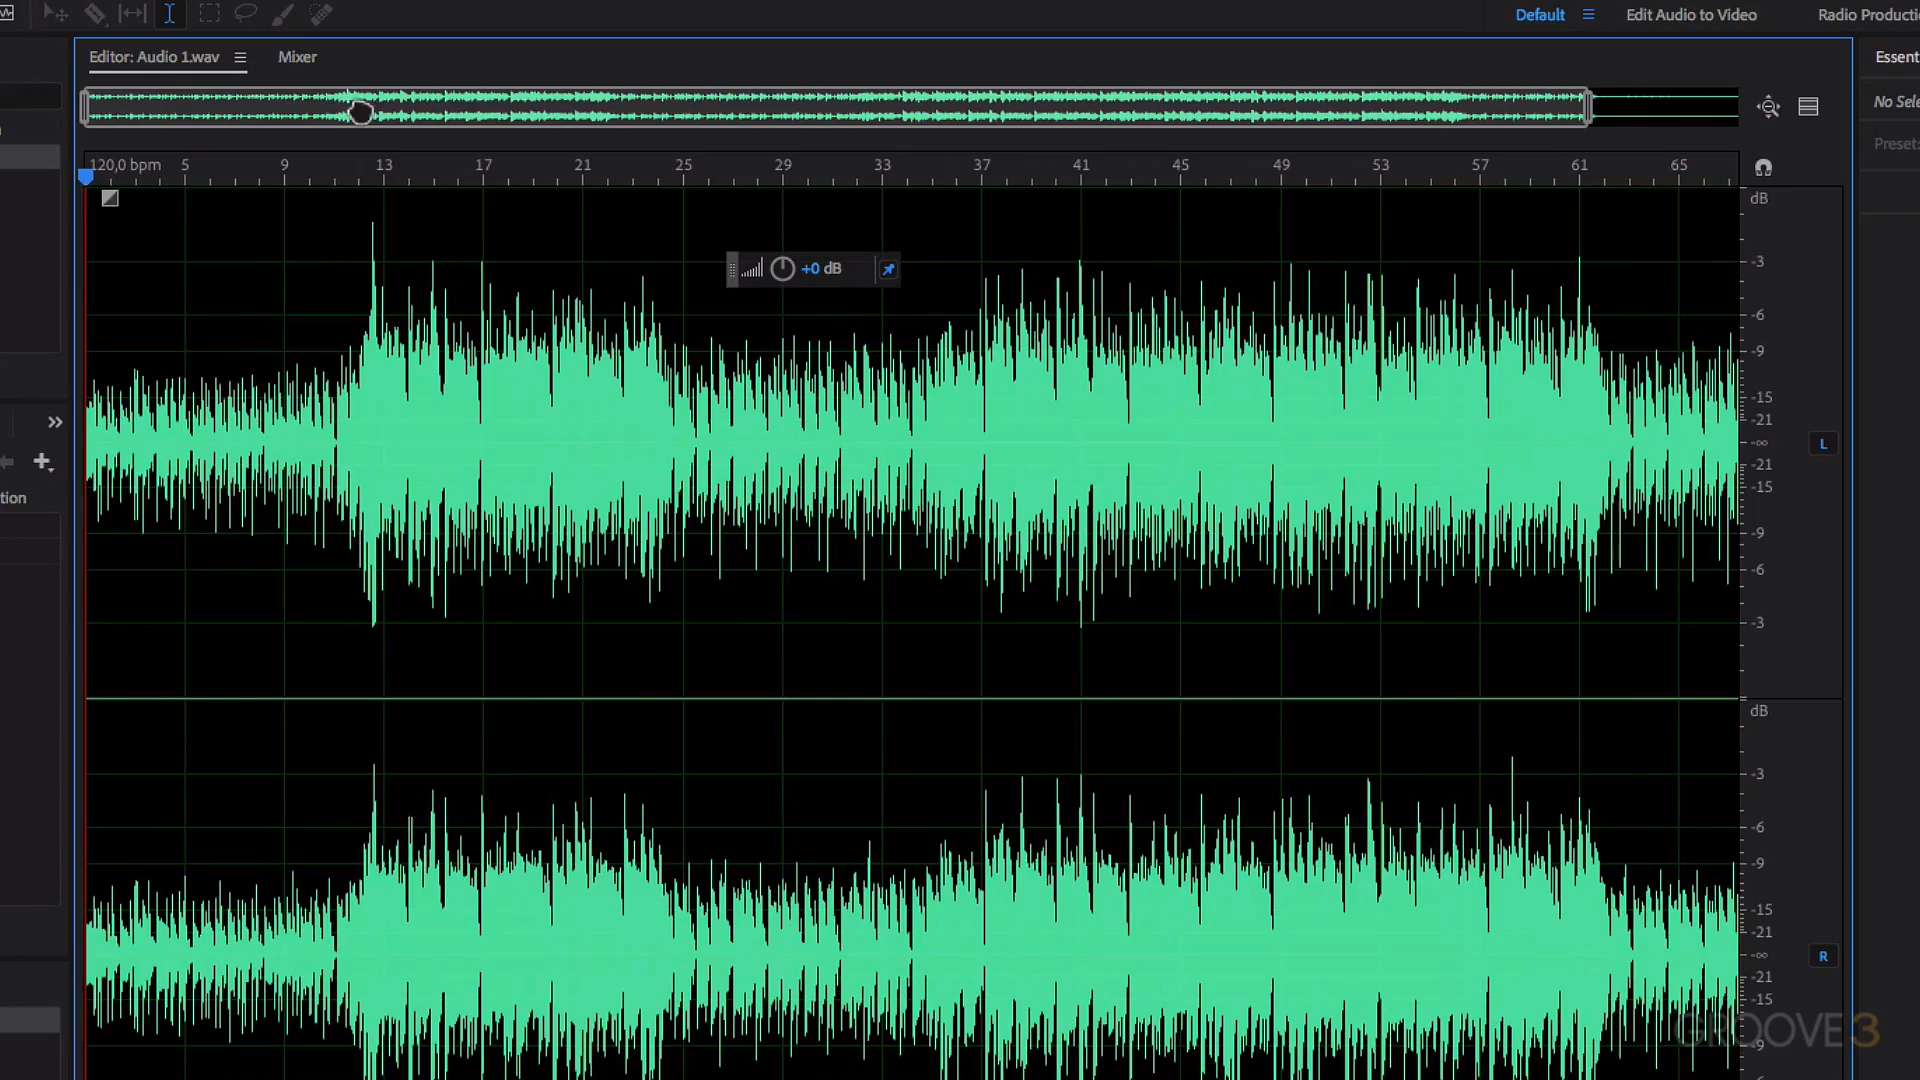 Default Edit Audio to Video Radio Producti
Editor: Audio 1.wav Mixer Essent
No Sele
Preset:
120,0 bpm 5 9 13 17 21 25 29 33 37 41 45 49 53 57 61 65
dB
+0 dB
-3
-6
-9
-15
-21
-∞ L
-21
-15
tion
-9
-6
-3
dB
-3
-6
-9
-15
-21
-∞ R
-21
-15
GROOVE3
-9